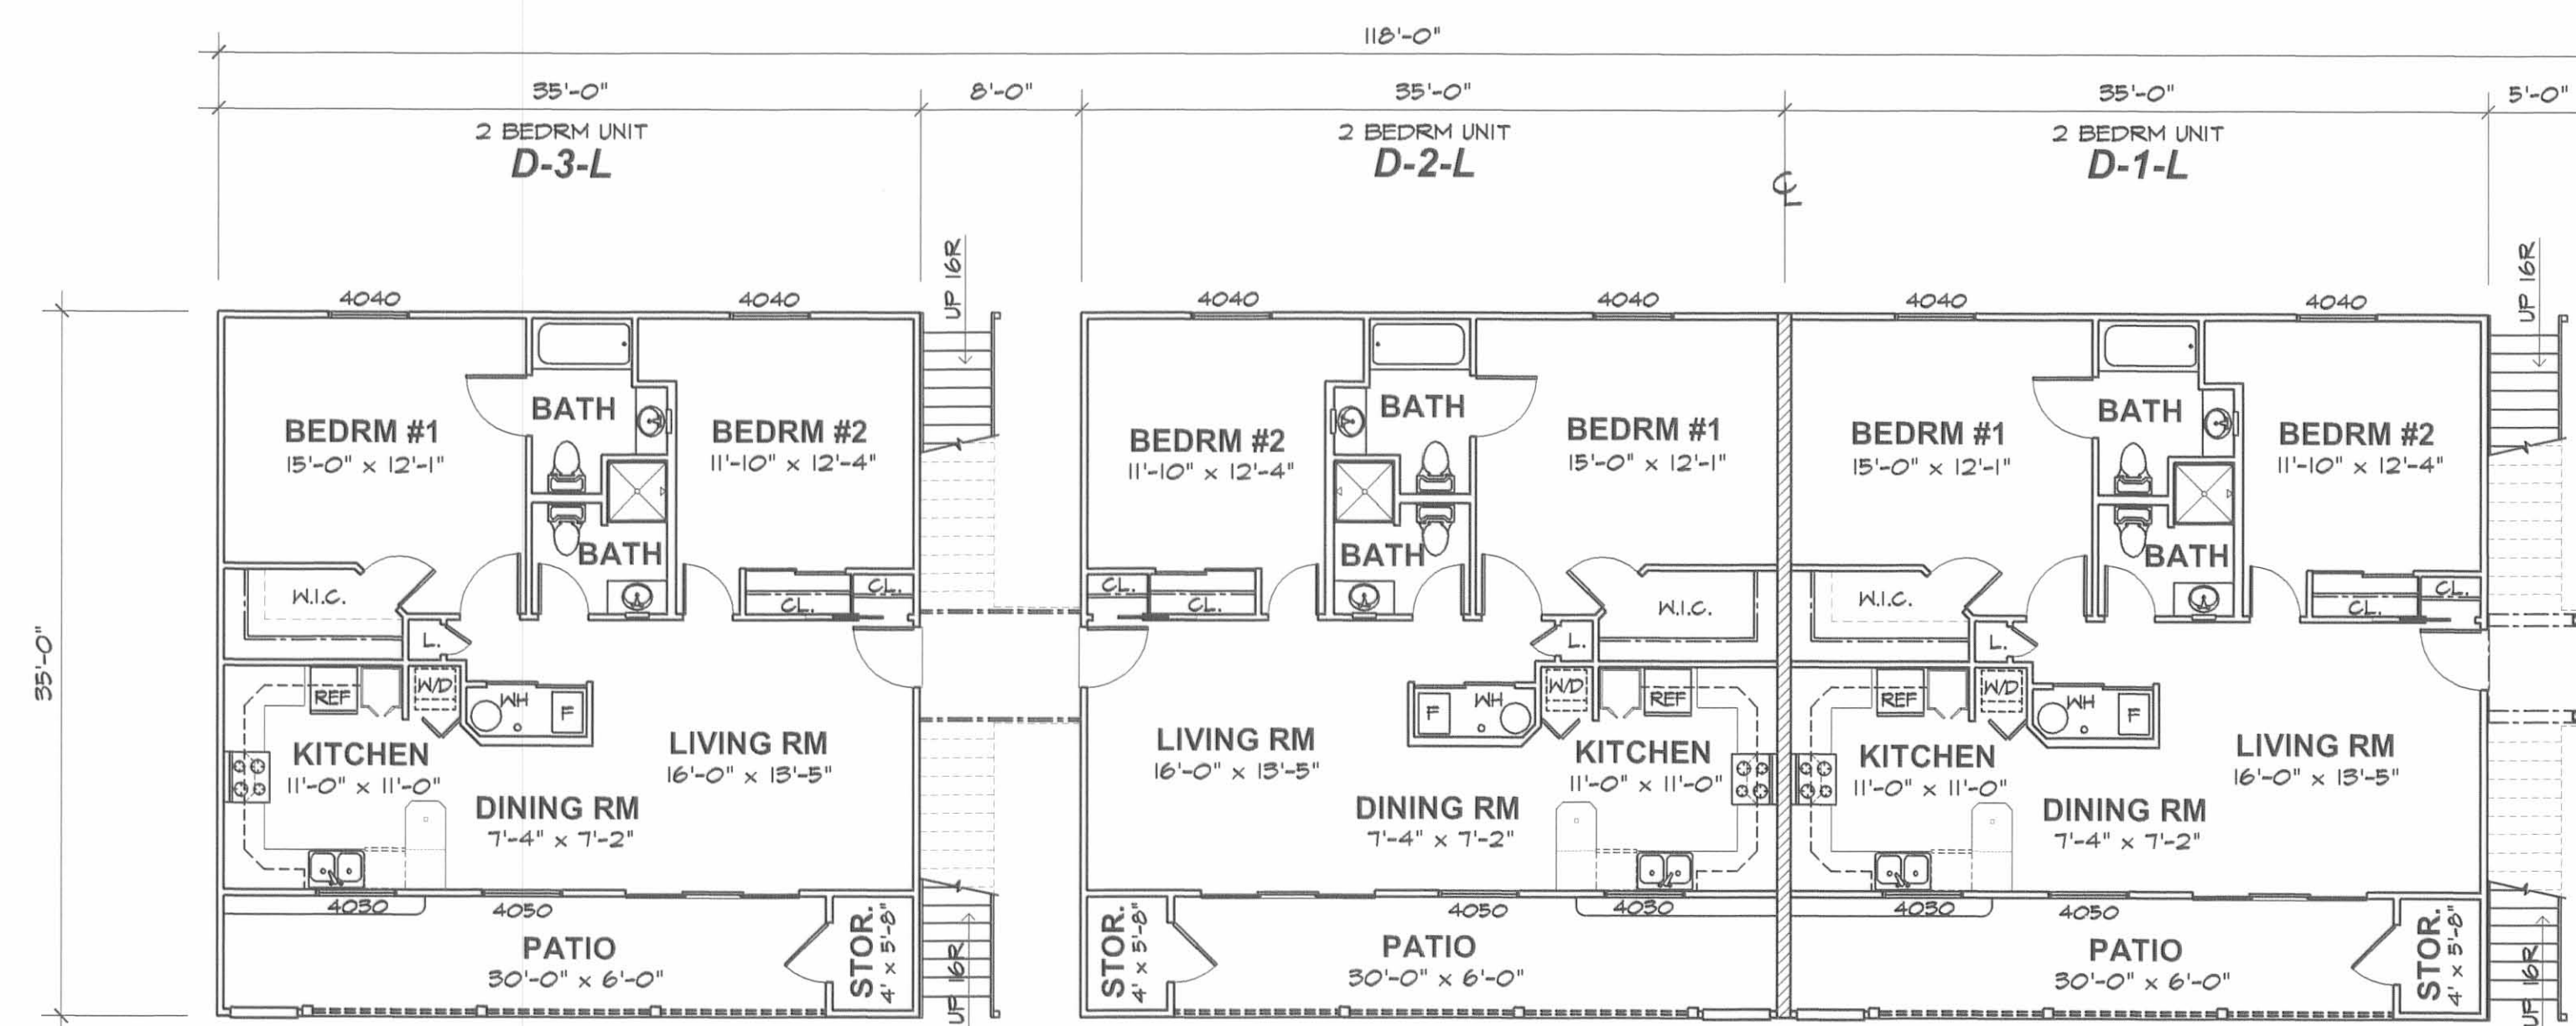 118'-0"
35'-0"
8'-0"
35'-0"
35'-0"
5'-0"
2 BEDRM UNIT
D-3-L
2 BEDRM UNIT
D-2-L
2 BEDRM UNIT
D-1-L
℄
35'-0"
4040
4040
BEDRM #1
15'-0" x 12'-1"
BATH
BEDRM #2
11'-10" x 12'-4"
BATH
W.I.C.
CL.
CL.
L.
REF
W/D
WH
F
KITCHEN
11'-0" x 11'-0"
LIVING RM
16'-0" x 13'-5"
DINING RM
7'-4" x 7'-2"
4030
4050
PATIO
30'-0" x 6'-0"
STOR.
4' x 5'-8"
UP 16R
UP 16R
4040
4040
BEDRM #2
11'-10" x 12'-4"
BATH
BEDRM #1
15'-0" x 12'-1"
BATH
CL.
CL.
W.I.C.
L.
F
WH
W/D
REF
LIVING RM
16'-0" x 13'-5"
KITCHEN
11'-0" x 11'-0"
DINING RM
7'-4" x 7'-2"
4050
4030
STOR.
4' x 5'-8"
PATIO
30'-0" x 6'-0"
4040
4040
BEDRM #1
15'-0" x 12'-1"
BATH
BEDRM #2
11'-10" x 12'-4"
BATH
W.I.C.
CL.
CL.
L.
REF
W/D
WH
F
KITCHEN
11'-0" x 11'-0"
LIVING RM
16'-0" x 13'-5"
DINING RM
7'-4" x 7'-2"
4030
4050
PATIO
30'-0" x 6'-0"
STOR.
4' x 5'-8"
UP 16R
UP 16R